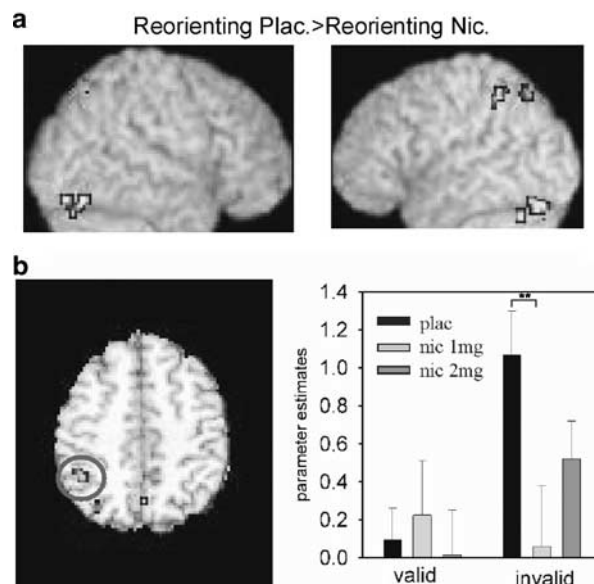 a
Reorienting Plac.>Reorienting Nic.
b
1.4
1.2
1.0
0.8
0.6
0.4
0.2
0.0
parameter estimates
**
plac
nic 1mg
nic 2mg
valid
invalid